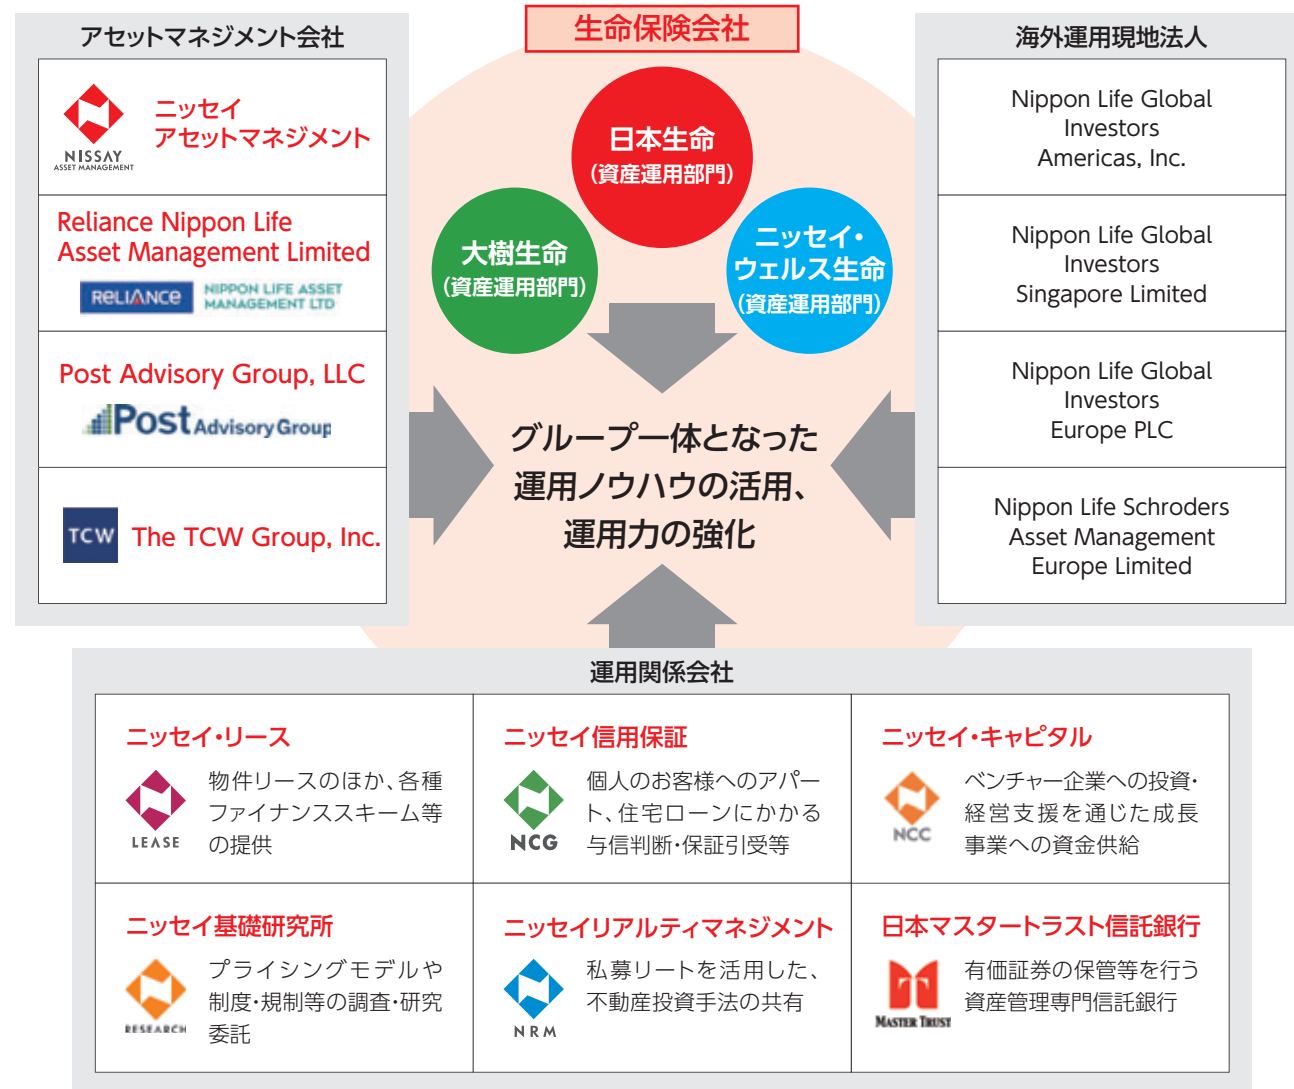 生命保険会社
日本生命
(資産運用部門)
大樹生命
(資産運用部門)
ニッセイ・
ウェルス生命
(資産運用部門)
アセットマネジメント会社
NISSAY
ASSET MANAGEMENT
ニッセイ
アセットマネジメント
Reliance Nippon Life
Asset Management Limited
RELIANCE
NIPPON LIFE ASSET
MANAGEMENT LTD
Post Advisory Group, LLC
Post Advisory Group
TCW
The TCW Group, Inc.
海外運用現地法人
Nippon Life Global
Investors
Americas, Inc.
Nippon Life Global
Investors
Singapore Limited
Nippon Life Global
Investors
Europe PLC
Nippon Life Schroders
Asset Management
Europe Limited
グループ一体となった
運用ノウハウの活用、
運用力の強化
運用関係会社
ニッセイ・リース
LEASE
物件リースのほか、各種
ファイナンススキーム等
の提供
ニッセイ信用保証
NCG
個人のお客様へのアパー
ト、住宅ローンにかかる
与信判断・保証引受等
ニッセイ・キャピタル
NCC
ベンチャー企業への投資・
経営支援を通じた成長
事業への資金供給
ニッセイ基礎研究所
RESEARCH
プライシングモデルや
制度・規制等の調査・研究
委託
ニッセイリアルティマネジメント
NRM
私募リートを活用した、
不動産投資手法の共有
日本マスタートラスト信託銀行
MASTER TRUST
有価証券の保管等を行う
資産管理専門信託銀行